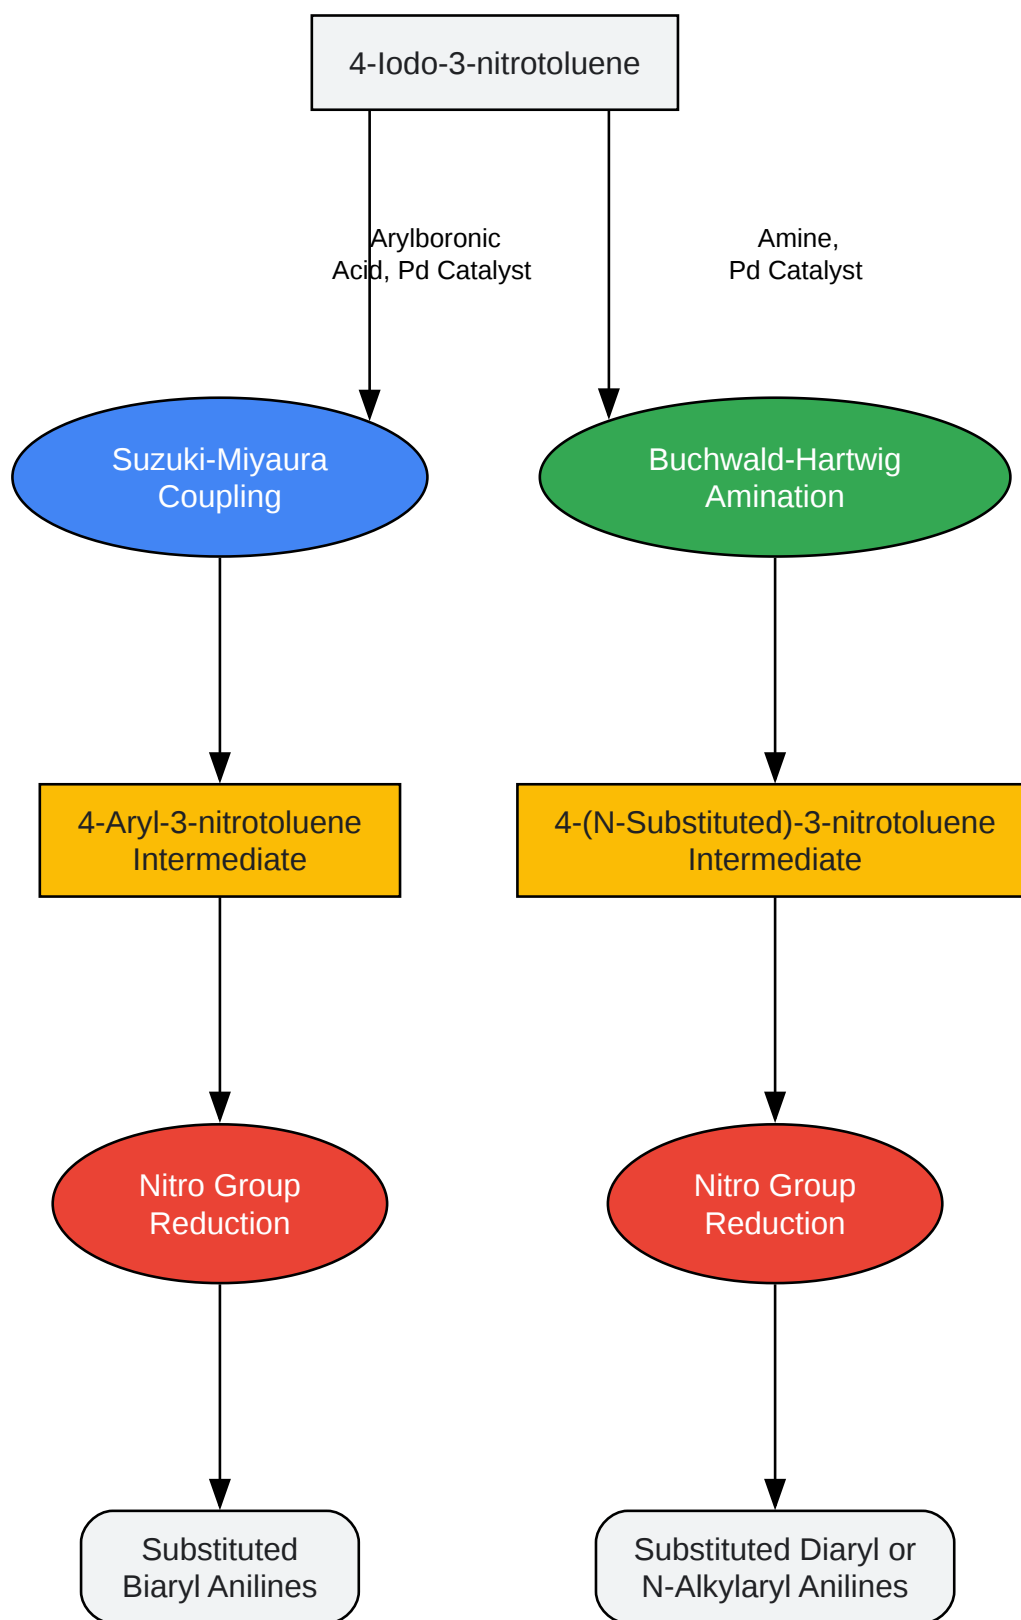 4-Iodo-3-nitrotoluene
Arylboronic
Acid, Pd Catalyst
Amine,
Pd Catalyst
Suzuki-Miyaura
Coupling
Buchwald-Hartwig
Amination
4-Aryl-3-nitrotoluene
Intermediate
4-(N-Substituted)-3-nitrotoluene
Intermediate
Nitro Group
Reduction
Nitro Group
Reduction
Substituted
Biaryl Anilines
Substituted Diaryl or
N-Alkylaryl Anilines